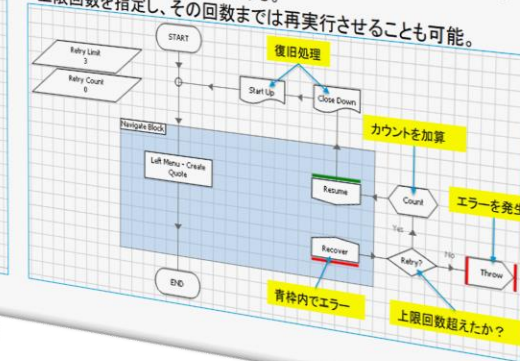 上限回数を指定し、その回数までは再実行させることも可能。
START
復旧処理
Retry Limit
3
Retry Count
0
Start Up
Close Down
カウントを加算
Navigate Block
Left Menu - Create
Quote
Resume
Count
エラーを発生
Yes
Recover
Retry?
No
Throw
END
青枠内でエラー
上限回数超えたか？